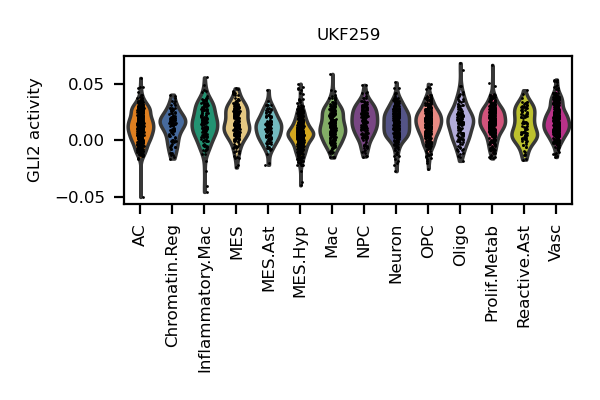 UKF259
GLI2 activity
0.05
0.00
−0.05
AC
Chromatin.Reg
Inflammatory.Mac
MES
MES.Ast
MES.Hyp
Mac
NPC
Neuron
OPC
Oligo
Prolif.Metab
Reactive.Ast
Vasc